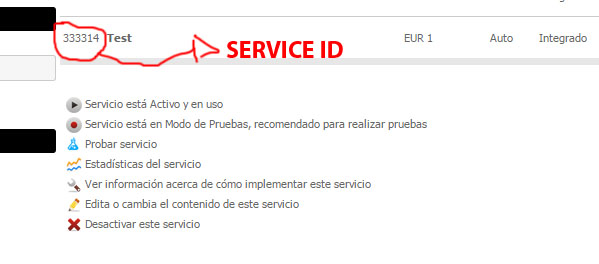 333314 Test EUR 1 Auto Integrado
SERVICE ID
Servicio está Activo y en uso
Servicio está en Modo de Pruebas, recomendado para realizar pruebas
Probar servicio
Estadísticas del servicio
Ver información acerca de cómo implementar este servicio
Edita o cambia el contenido de este servicio
Desactivar este servicio